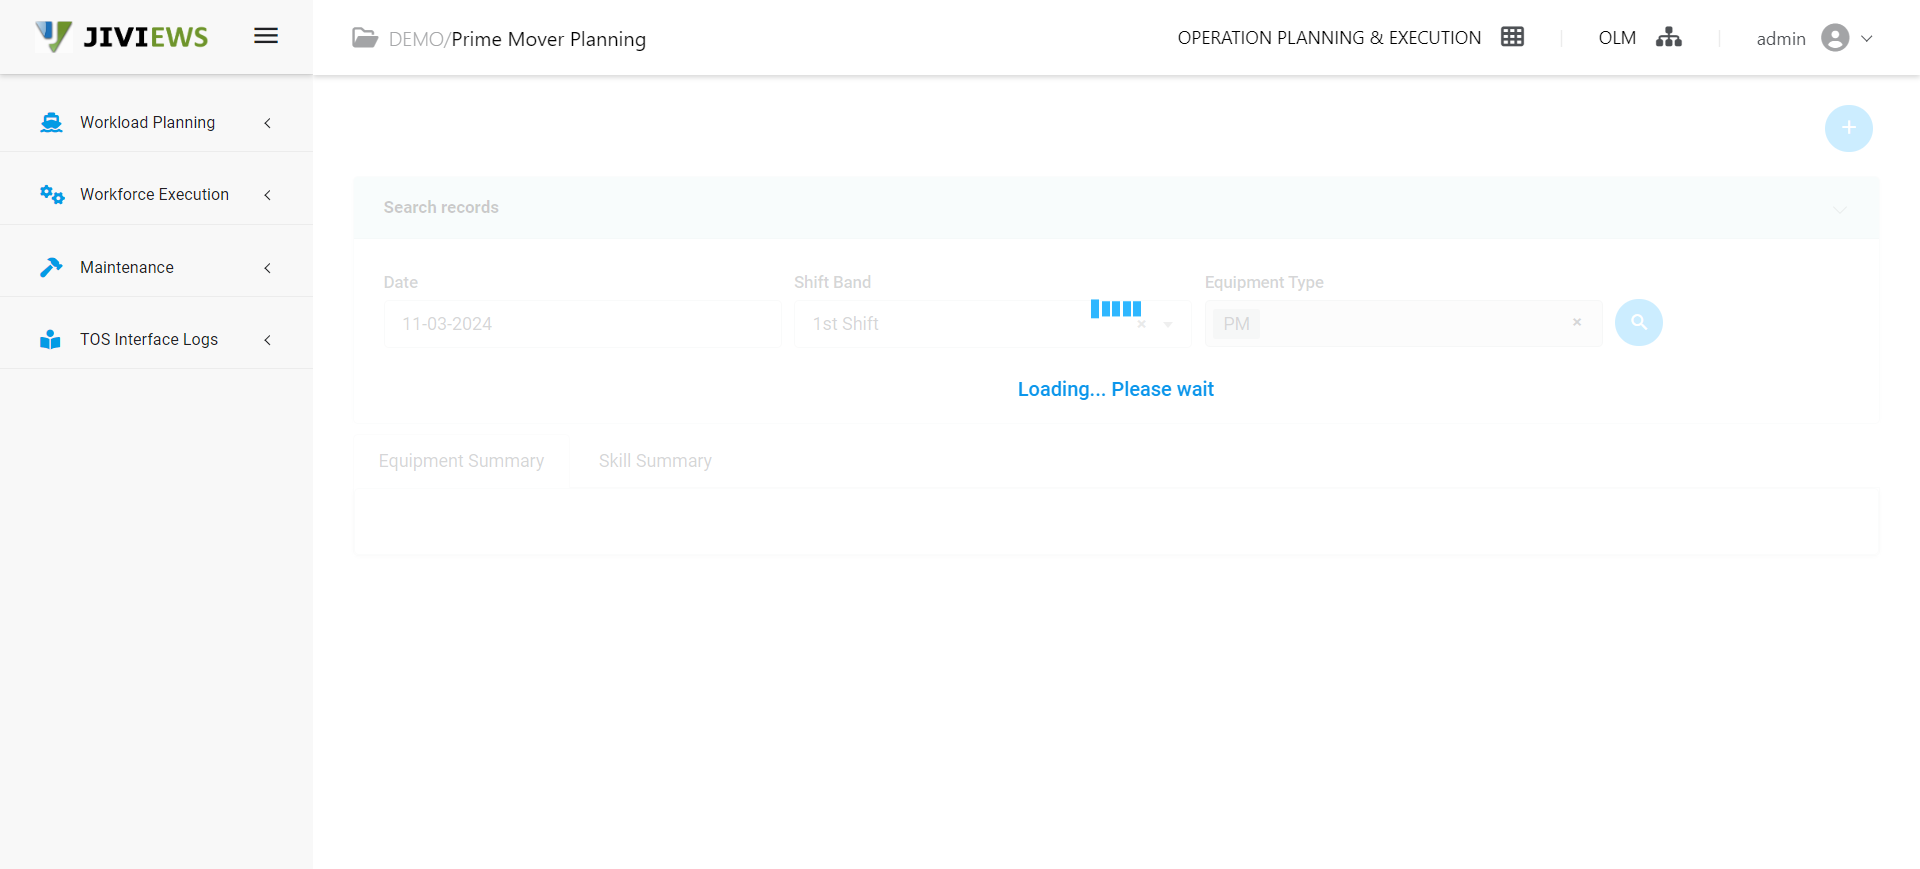 JIVIEWS
DEMO/Prime Mover Planning
OPERATION PLANNING & EXECUTION
OLM
admin
Workload Planning
Workforce Execution
Maintenance
TOS Interface Logs
+
Search records
Date
Shift Band
Equipment Type
11-03-2024
1st Shift
×
PM
×
Loading... Please wait
Equipment Summary
Skill Summary